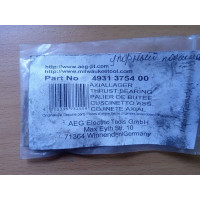 http://www.aeg-pt.com
http://www.milwaukeetool.com
Part No 4931 3754 00
AXIALLAGER
THRUST BEARING
PALIER DE BUTEE
CUSCINETTO ASS.
COJINETE AXIAL
AEG Electric Tools GmbH
Max Eyth Str. 10
71364 Winnenden/Germany